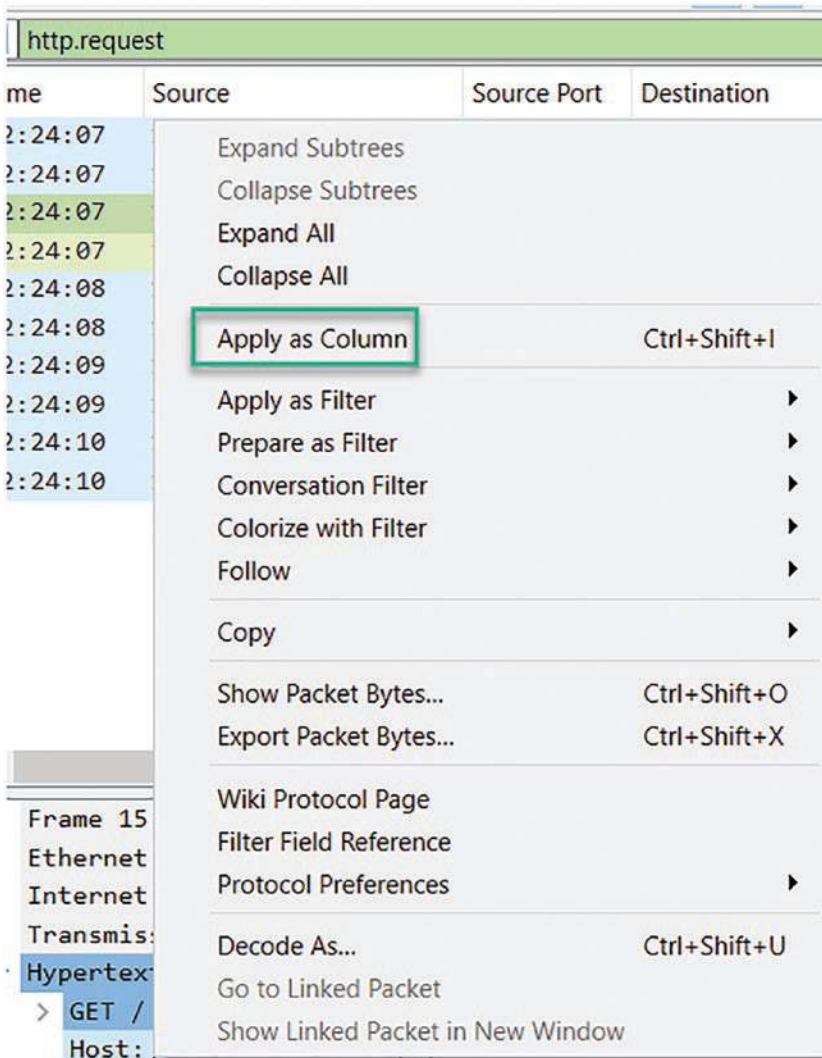 http.request
me Source Source Port Destination
2:24:07
2:24:07
2:24:07
2:24:07
2:24:08
2:24:08
2:24:09
2:24:09
2:24:10
2:24:10
Expand Subtrees
Collapse Subtrees
Expand All
Collapse All
Apply as Column Ctrl+Shift+I
Apply as Filter
Prepare as Filter
Conversation Filter
Colorize with Filter
Follow
Copy
Show Packet Bytes... Ctrl+Shift+O
Export Packet Bytes... Ctrl+Shift+X
Wiki Protocol Page
Filter Field Reference
Protocol Preferences
Decode As... Ctrl+Shift+U
Go to Linked Packet
Show Linked Packet in New Window
Frame 15
Ethernet
Internet
Transmis
Hypertex
> GET /
Host: